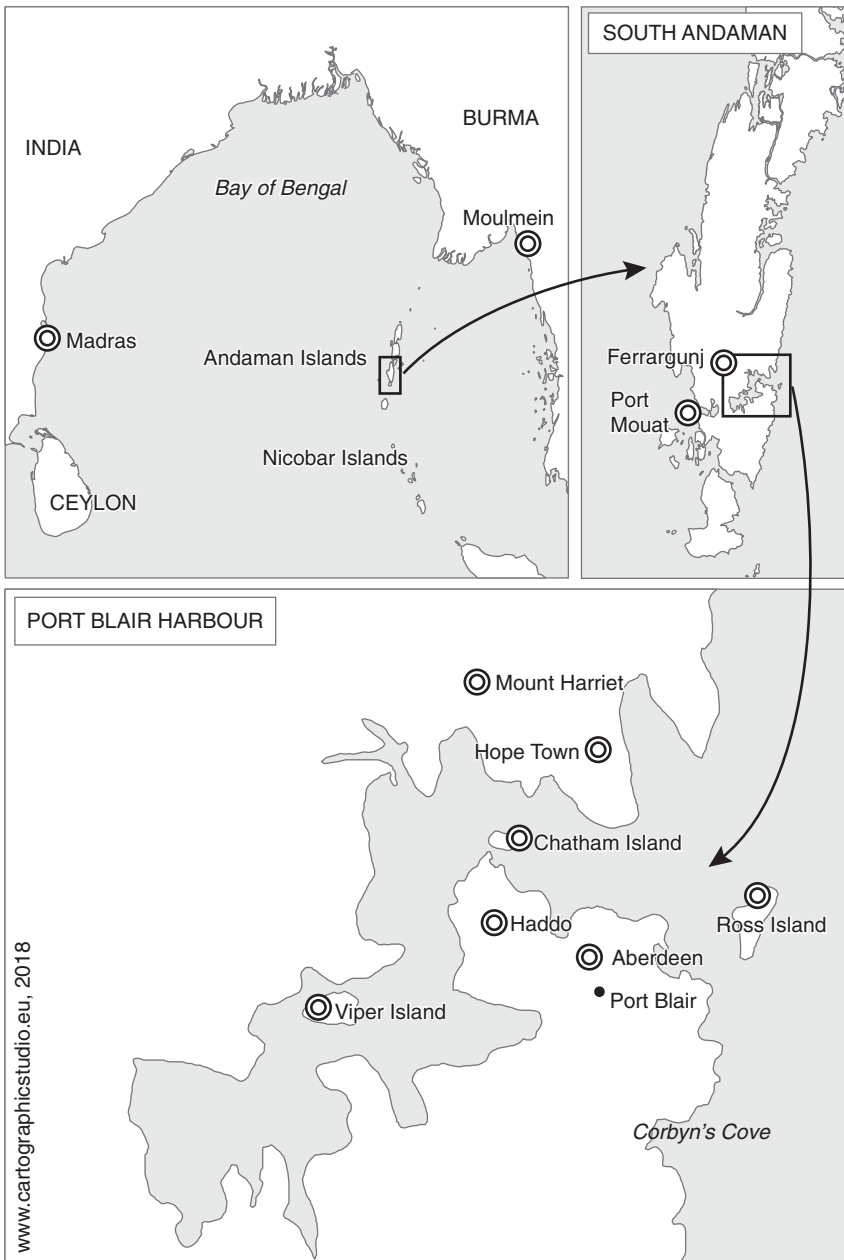 INDIA
BURMA
Bay of Bengal
Moulmein
Madras
Andaman Islands
Nicobar Islands
CEYLON
SOUTH ANDAMAN
Ferrargunj
Port
Mouat
PORT BLAIR HARBOUR
Mount Harriet
Hope Town
Chatham Island
Ross Island
Haddo
Aberdeen
Port Blair
Viper Island
Corbyn's Cove
www.cartographicstudio.eu, 2018